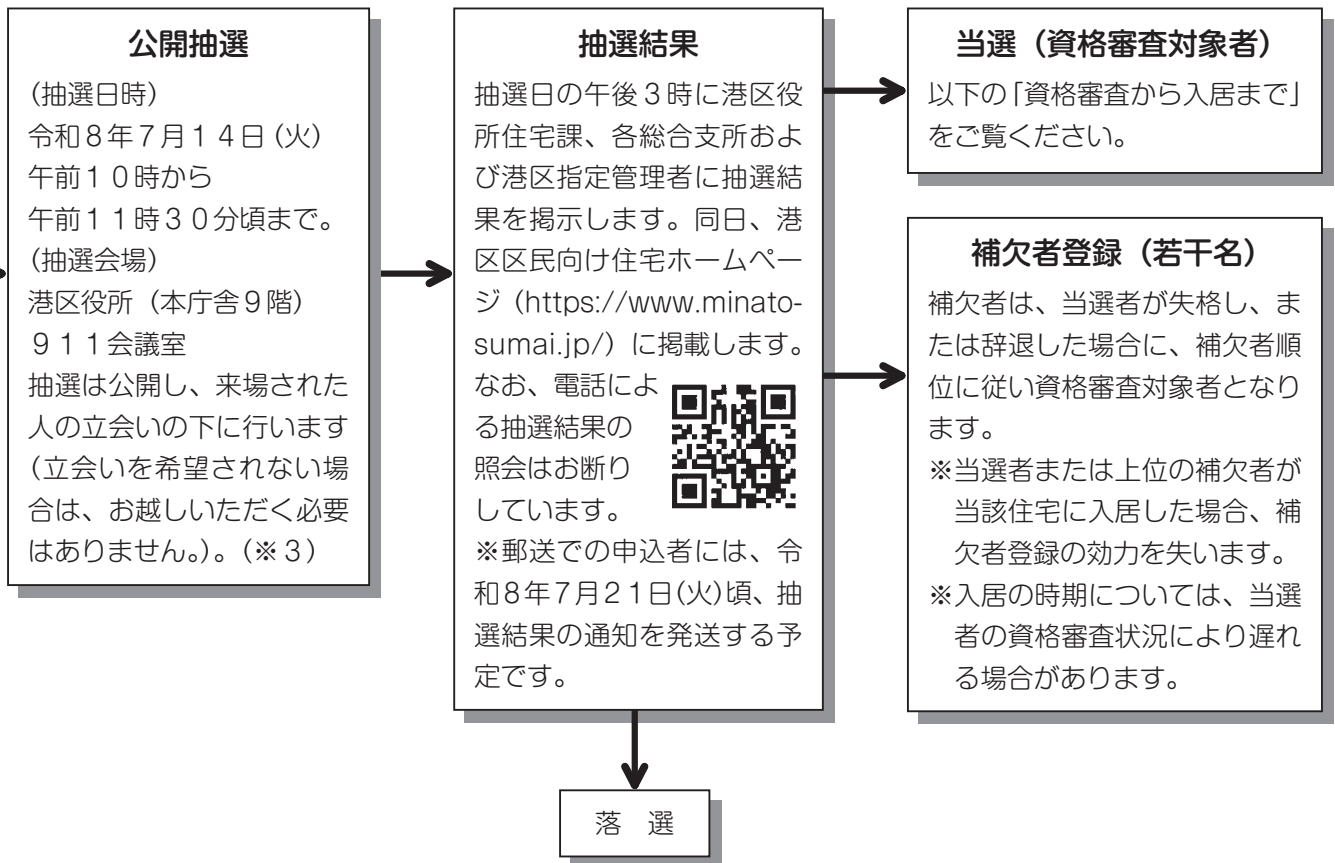 公開抽選
(抽選日時)
令和8年7月14日(火)
午前10時から
午前11時30分頃まで。
(抽選会場)
港区役所（本庁舎9階）
911会議室
抽選は公開し、来場された
人の立会いの下に行います
(立会いを希望されない場
合は、お越しいただく必要
はありません。)。(※3)
抽選結果
抽選日の午後3時に港区役
所住宅課、各総合支所およ
び港区指定管理者に抽選結
果を掲示します。同日、港
区区民向け住宅ホームペー
ジ（https://www.minato-
sumai.jp/）に掲載します。
なお、電話によ
る抽選結果の
照会はお断り
しています。
※郵送での申込者には、令
和8年7月21日(火)頃、抽
選結果の通知を発送する予
定です。
当選（資格審査対象者）
以下の「資格審査から入居まで」
をご覧ください。
補欠者登録（若干名）
補欠者は、当選者が失格し、ま
たは辞退した場合に、補欠者順
位に従い資格審査対象者となり
ます。
※当選者または上位の補欠者が
当該住宅に入居した場合、補
欠者登録の効力を失います。
※入居の時期については、当選
者の資格審査状況により遅れ
る場合があります。
落　選